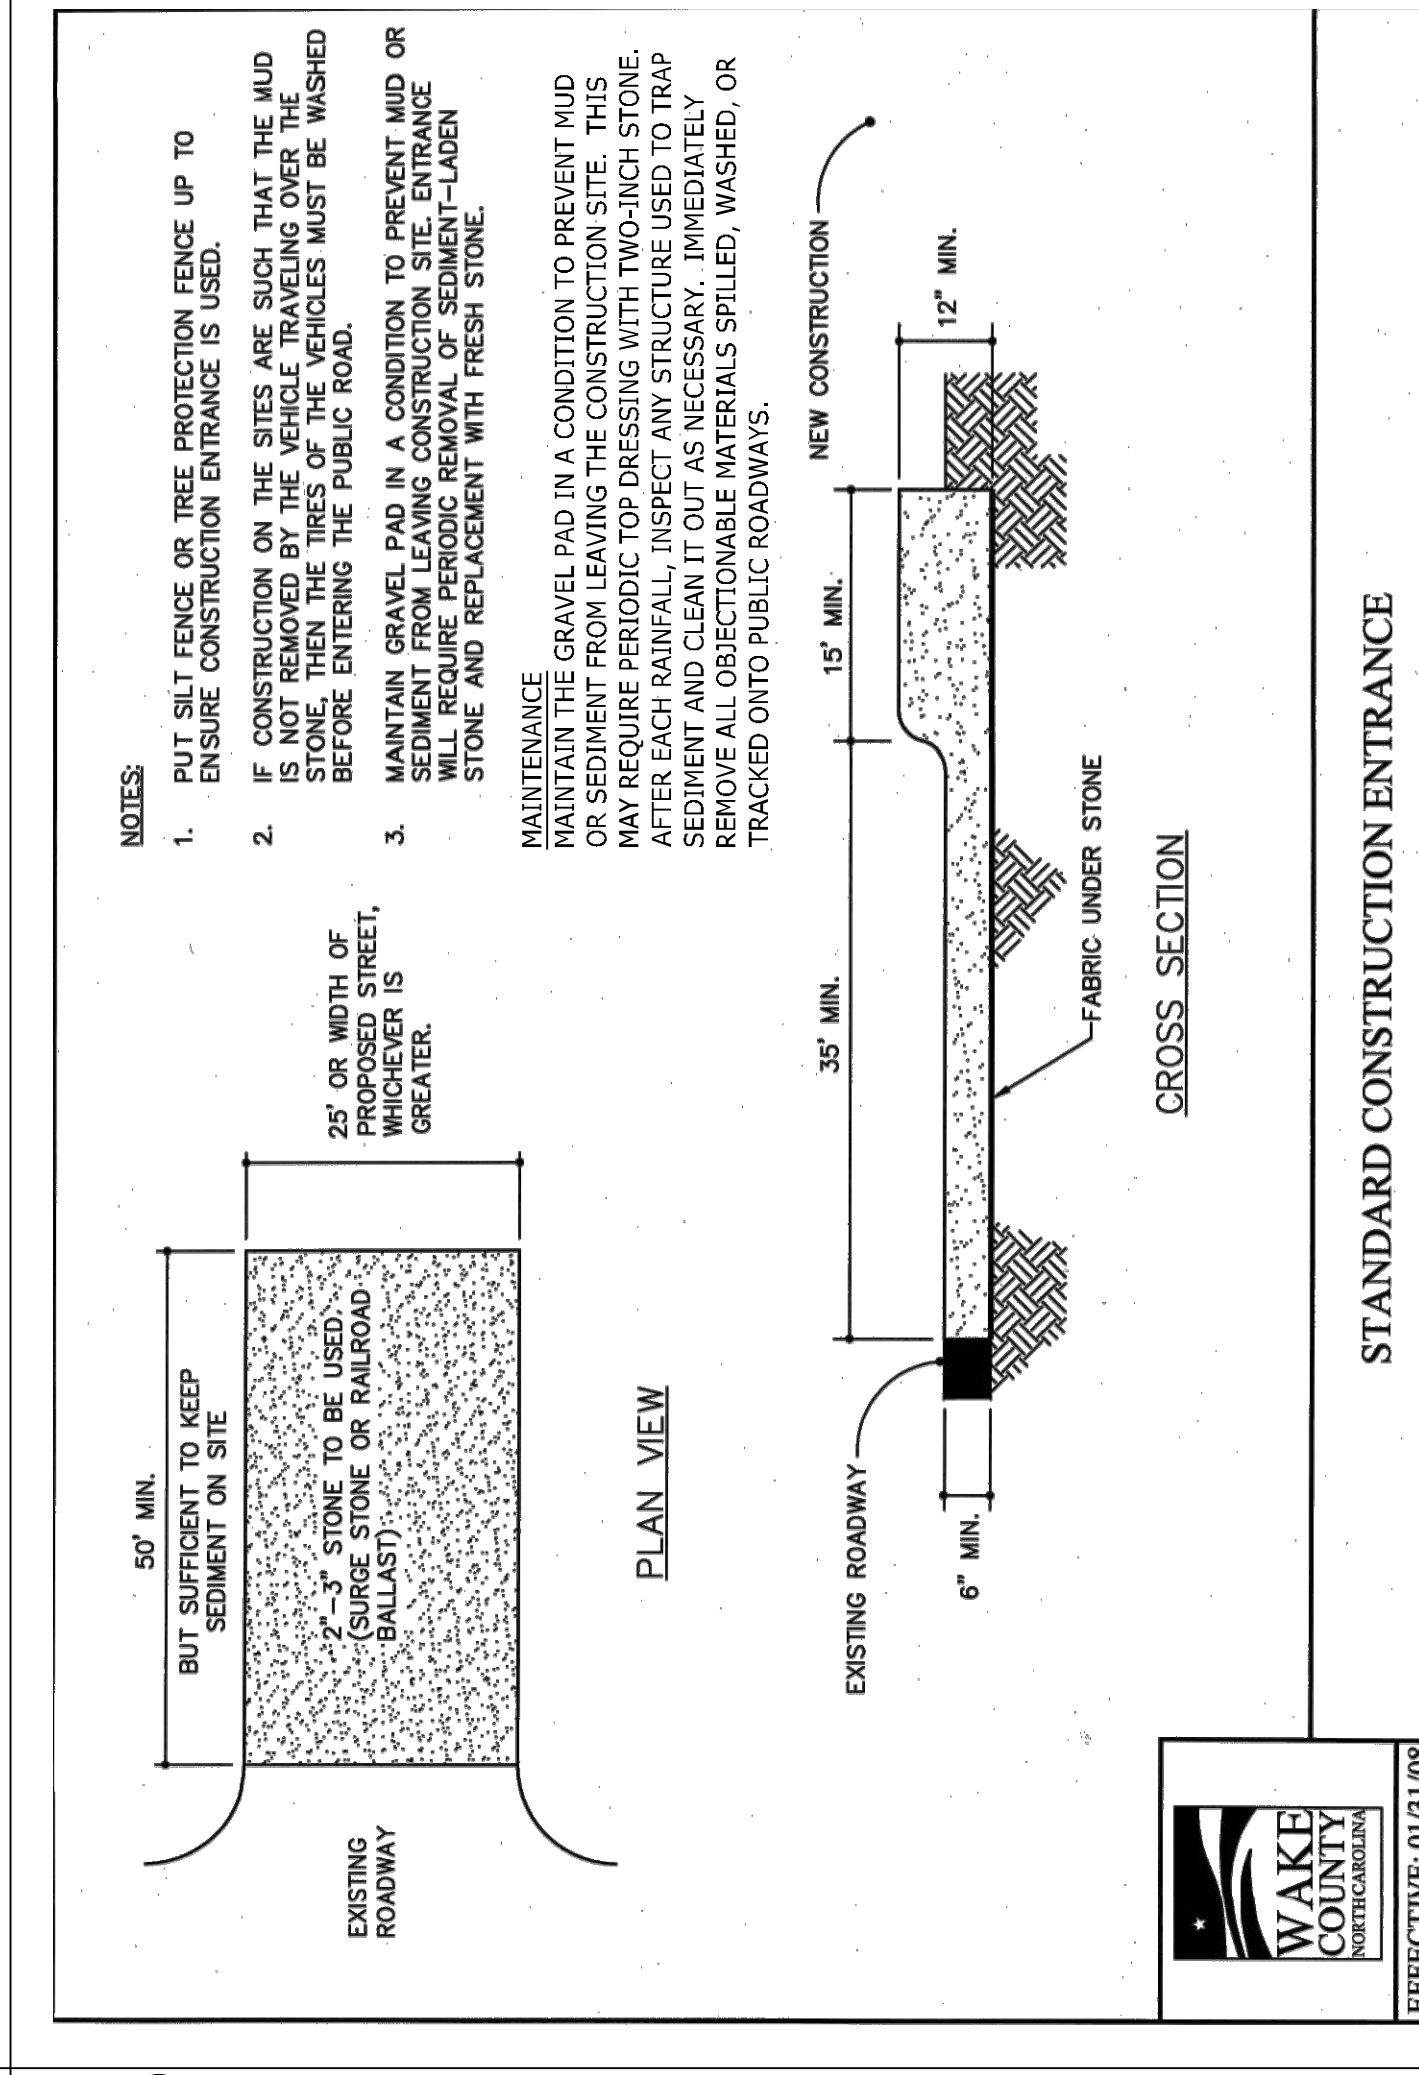 50' MIN.
BUT SUFFICIENT TO KEEP
SEDIMENT ON SITE
2"-3" STONE TO BE USED.
(SURGE STONE OR RAILROAD
BALLAST)
EXISTING
ROADWAY
25' OR WIDTH OF
PROPOSED STREET,
WHICHEVER IS
GREATER.
PLAN VIEW
NOTES:
1. PUT SILT FENCE OR TREE PROTECTION FENCE UP TO
ENSURE CONSTRUCTION ENTRANCE IS USED.
2. IF CONSTRUCTION ON THE SITES ARE SUCH THAT THE MUD
IS NOT REMOVED BY THE VEHICLE TRAVELING OVER THE
STONE, THEN THE TIRES OF THE VEHICLES MUST BE WASHED
BEFORE ENTERING THE PUBLIC ROAD.
3. MAINTAIN GRAVEL PAD IN A CONDITION TO PREVENT MUD OR
SEDIMENT FROM LEAVING CONSTRUCTION SITE. ENTRANCE
WILL REQUIRE PERIODIC REMOVAL OF SEDIMENT-LADEN
STONE AND REPLACEMENT WITH FRESH STONE.
MAINTENANCE
MAINTAIN THE GRAVEL PAD IN A CONDITION TO PREVENT MUD
OR SEDIMENT FROM LEAVING THE CONSTRUCTION SITE. THIS
MAY REQUIRE PERIODIC TOP DRESSING WITH TWO-INCH STONE.
AFTER EACH RAINFALL, INSPECT ANY STRUCTURE USED TO TRAP
SEDIMENT AND CLEAN IT OUT AS NECESSARY. IMMEDIATELY
REMOVE ALL OBJECTIONABLE MATERIALS SPILLED, WASHED, OR
TRACKED ONTO PUBLIC ROADWAYS.
EXISTING ROADWAY
35' MIN.
15' MIN.
NEW CONSTRUCTION
6" MIN.
12" MIN.
FABRIC UNDER STONE
CROSS SECTION
WAKE
COUNTY
NORTH CAROLINA
STANDARD CONSTRUCTION ENTRANCE
EFFECTIVE: 01/31/08